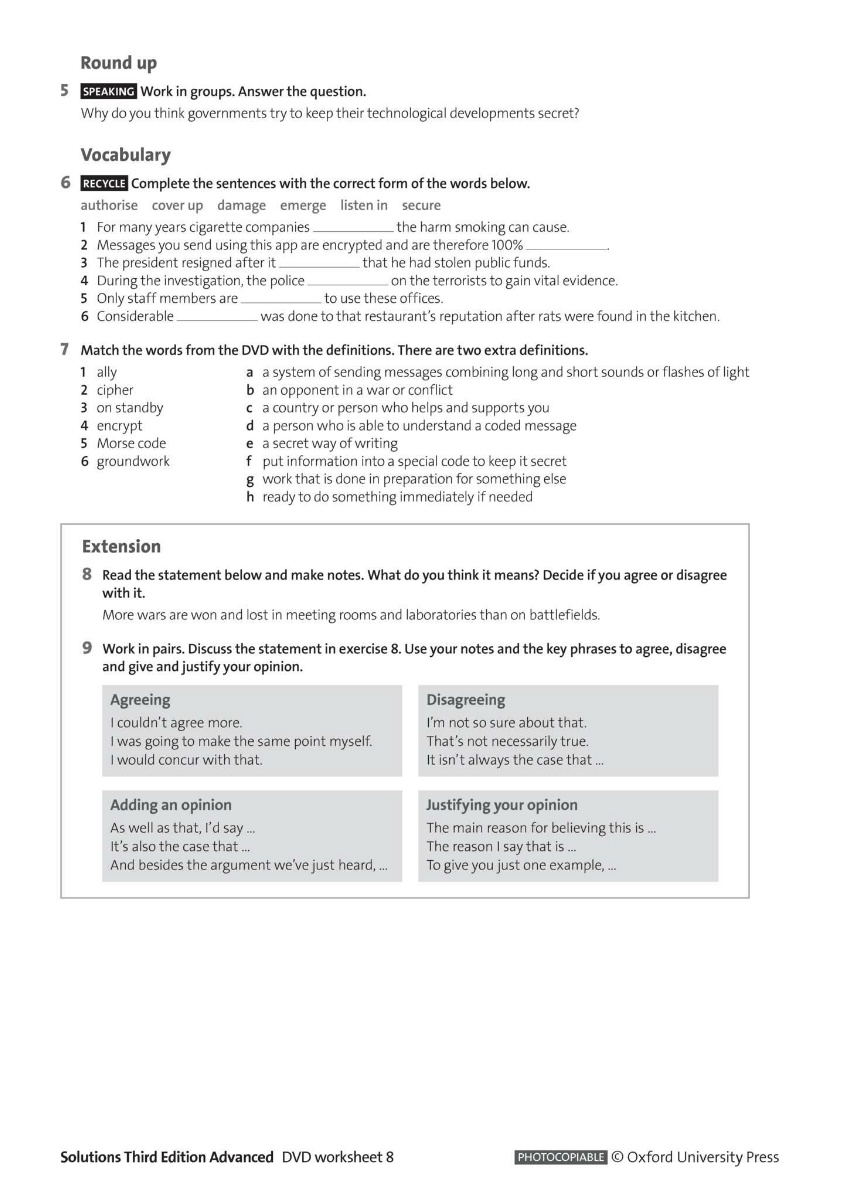 Round up
5 SPEAKING Work in groups. Answer the question.
Why do you think governments try to keep their technological developments secret?
Vocabulary
6 RECYCLE Complete the sentences with the correct form of the words below.
authorise cover up damage emerge listen in secure
1 For many years cigarette companies ____________ the harm smoking can cause.
2 Messages you send using this app are encrypted and are therefore 100% ____________.
3 The president resigned after it ____________ that he had stolen public funds.
4 During the investigation, the police ____________ on the terrorists to gain vital evidence.
5 Only staff members are ____________ to use these offices.
6 Considerable ____________ was done to that restaurant's reputation after rats were found in the kitchen.
7 Match the words from the DVD with the definitions. There are two extra definitions.
1 ally
2 cipher
3 on standby
4 encrypt
5 Morse code
6 groundwork
a a system of sending messages combining long and short sounds or flashes of light
b an opponent in a war or conflict
c a country or person who helps and supports you
d a person who is able to understand a coded message
e a secret way of writing
f put information into a special code to keep it secret
g work that is done in preparation for something else
h ready to do something immediately if needed
Extension
8 Read the statement below and make notes. What do you think it means? Decide if you agree or disagree
with it.
More wars are won and lost in meeting rooms and laboratories than on battlefields.
9 Work in pairs. Discuss the statement in exercise 8. Use your notes and the key phrases to agree, disagree
and give and justify your opinion.
Agreeing
I couldn't agree more.
I was going to make the same point myself.
I would concur with that.
Disagreeing
I'm not so sure about that.
That's not necessarily true.
It isn't always the case that ...
Adding an opinion
As well as that, I'd say ...
It's also the case that ...
And besides the argument we've just heard, ...
Justifying your opinion
The main reason for believing this is ...
The reason I say that is ...
To give you just one example, ...
Solutions Third Edition Advanced DVD worksheet 8
PHOTOCOPIABLE © Oxford University Press